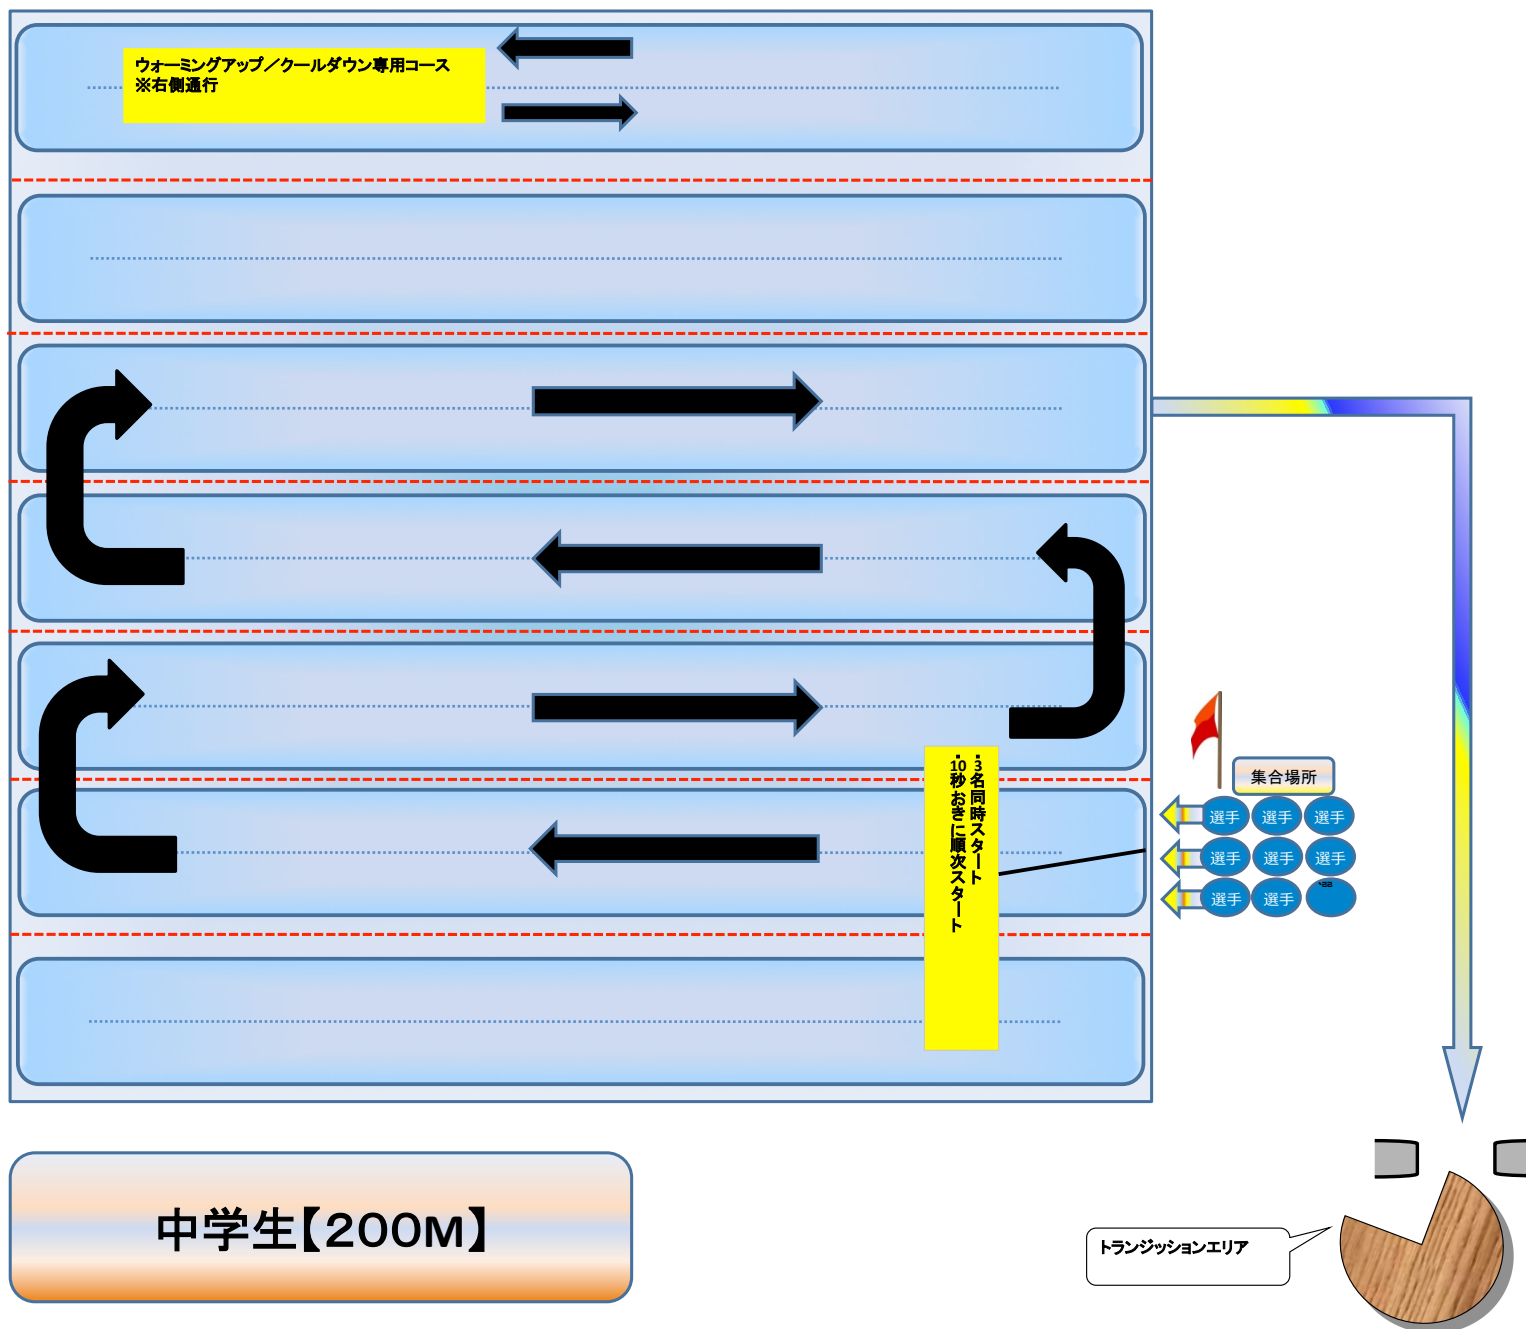 ウォーミングアップ／クールダウン専用コース
※右側通行
・3名同時スタート
・10秒おきに順次スタート
集合場所
選手 選手 選手
選手 選手 選手
選手 選手
中学生【200M】
トランジッションエリア